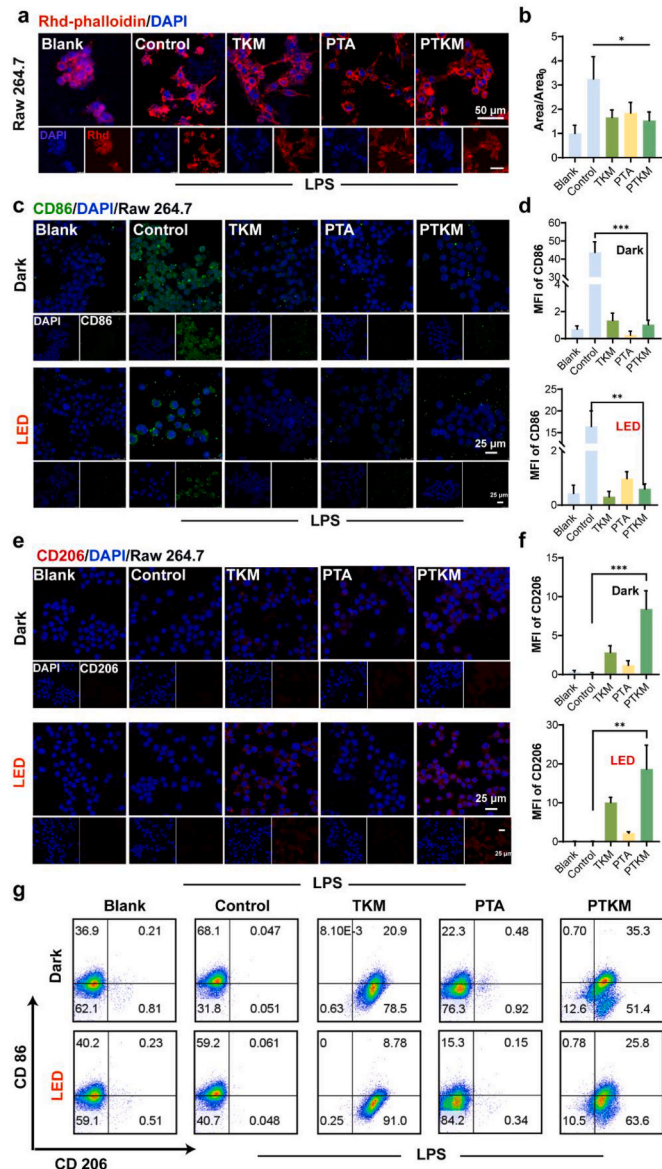 a
Rhd-phalloidin/DAPI
Raw 264.7
Blank
Control
TKM
PTA
PTKM
50 μm
DAPI
Rhd
LPS
b
Area/Area0
6
4
2
0
*
Blank
Control
TKM
PTA
PTKM
c
CD86/DAPI/Raw 264.7
Blank
Control
TKM
PTA
PTKM
Dark
DAPI
CD86
LED
25 μm
25 μm
LPS
d
MFI of CD86
60
50
40
30
4
2
0
***
Dark
Blank
Control
TKM
PTA
PTKM
MFI of CD86
25
20
15
10
2
0
**
LED
Blank
Control
TKM
PTA
PTKM
e
CD206/DAPI/Raw 264.7
Blank
Control
TKM
PTA
PTKM
Dark
DAPI
CD206
LED
25 μm
25 μm
LPS
f
MFI of CD206
15
10
5
0
***
Dark
Blank
Control
TKM
PTA
PTKM
MFI of CD206
30
20
10
0
**
LED
Blank
Control
TKM
PTA
PTKM
g
Blank
Control
TKM
PTA
PTKM
Dark
36.9 0.21
62.1 0.81
68.1 0.047
31.8 0.051
8.10E-3 20.9
0.63 78.5
22.3 0.48
76.3 0.92
0.70 35.3
12.6 51.4
LED
40.2 0.23
59.1 0.51
59.2 0.061
40.7 0.048
0 8.78
0.25 91.0
15.3 0.15
84.2 0.34
0.78 25.8
10.5 63.6
CD 86
CD 206
LPS